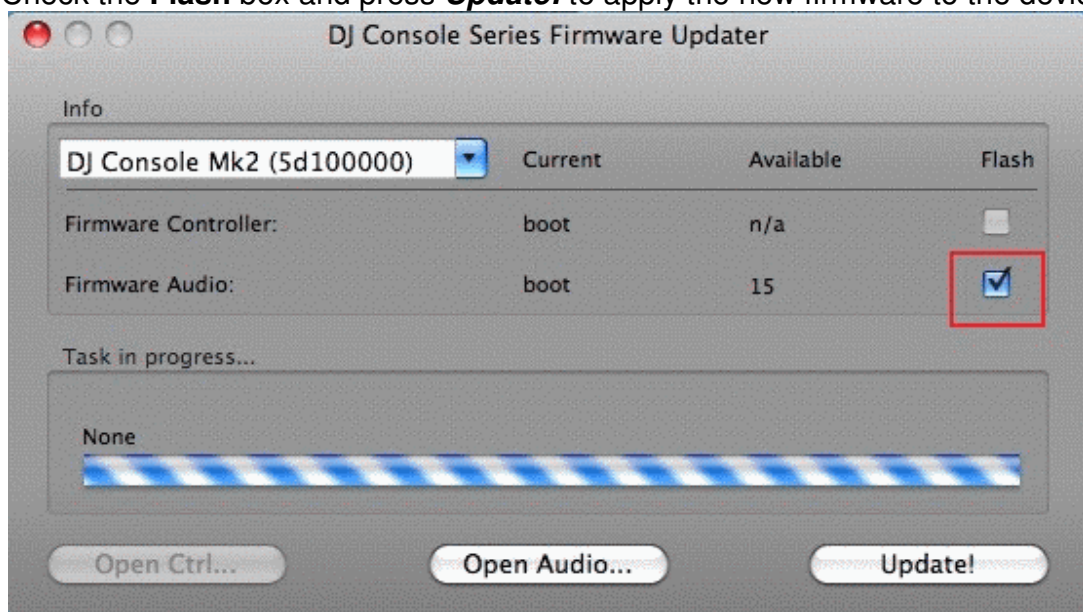 Check the Flash box and press Update! to apply the new firmware to the devic
DJ Console Series Firmware Updater
Info
DJ Console Mk2 (5d100000) Current Available Flash
Firmware Controller: boot n/a
Firmware Audio: boot 15
Task in progress...
None
Open Ctrl... Open Audio... Update!